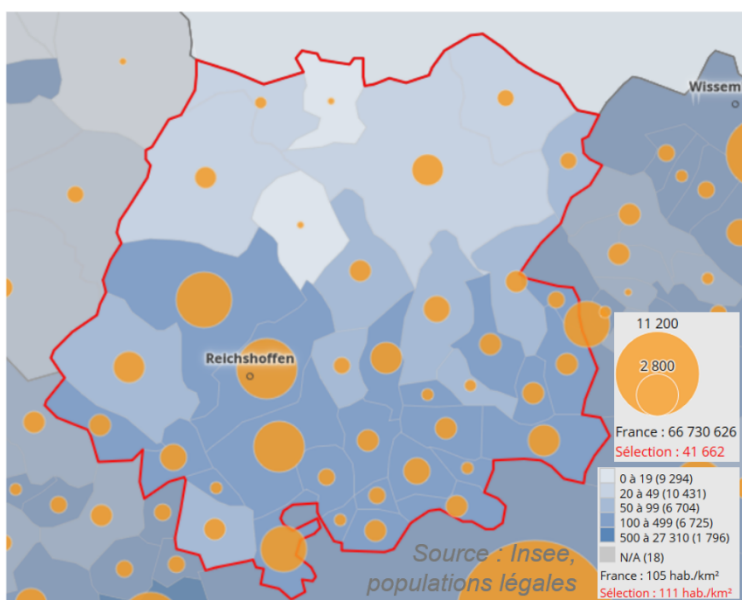 Wissem
Reichshoffen
11 200
2 800
France : 66 730 626
Sélection : 41 662
0 à 19 (9 294)
20 à 49 (10 431)
50 à 99 (6 704)
100 à 499 (6 725)
500 à 27 310 (1 796)
N/A (18)
France : 105 hab./km²
Sélection : 111 hab./km²
Source : Insee,
populations légales